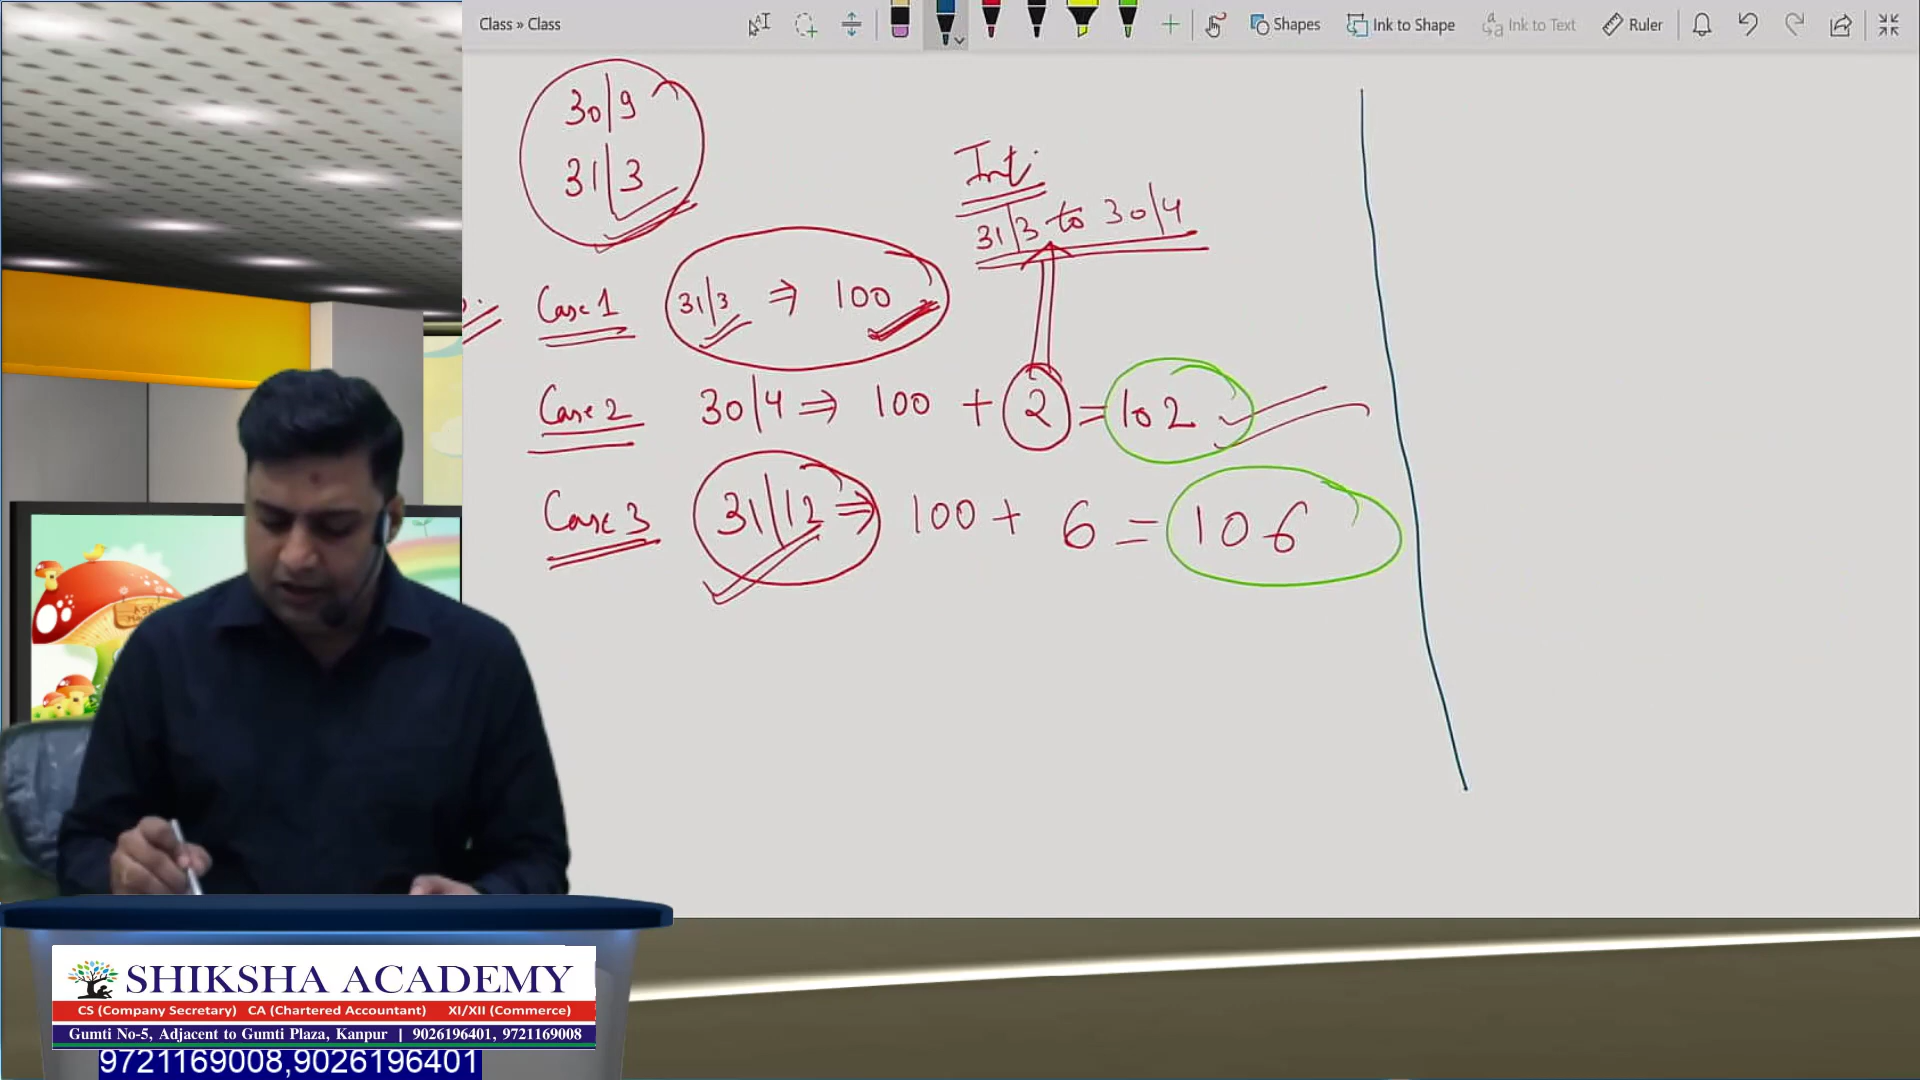 Class » Class
Shapes
Ink to Shape
Ink to Text
Ruler
30/9
31/3
Int.
31/3 to 30/4
Case 1 31/3 ⇒ 100
Case 2 30/4 ⇒ 100 + 2 = 102
Case 3 31/12 ⇒ 100 + 6 = 106
SHIKSHA ACADEMY
CS (Company Secretary) CA (Chartered Accountant) XI/XII (Commerce)
Gumti No-5, Adjacent to Gumti Plaza, Kanpur | 9026196401, 9721169008
9721169008,9026196401